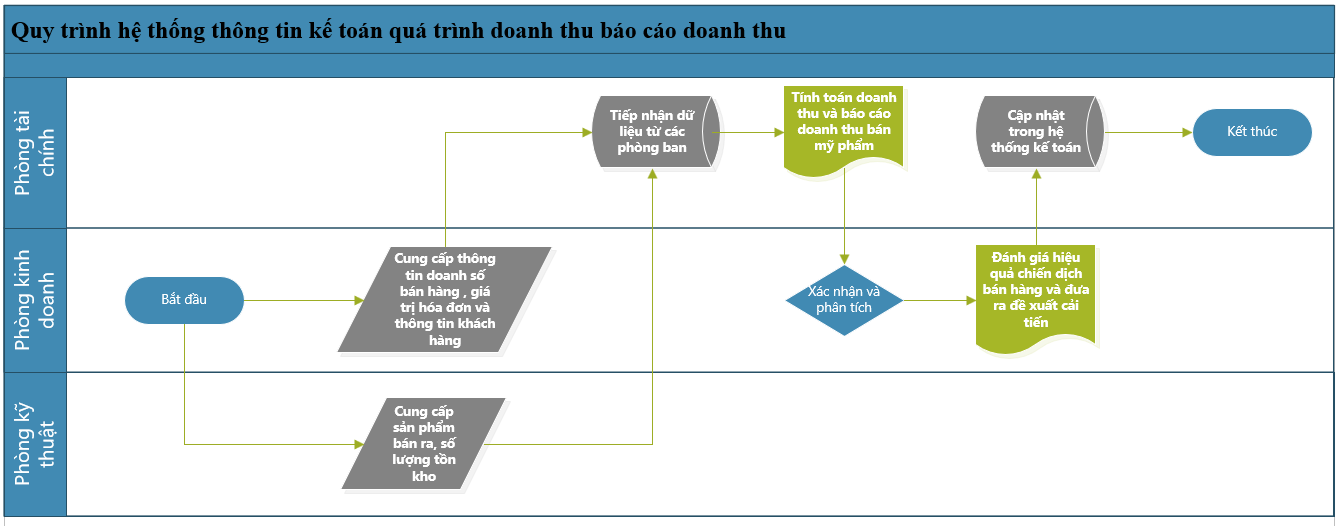 Quy trình hệ thống thông tin kế toán quá trình doanh thu báo cáo doanh thu
Phòng tài
chính
Tiếp nhận dữ
liệu từ các
phòng ban
Tính toán doanh
thu và báo cáo
doanh thu bán
mỹ phẩm
Cập nhật
trong hệ
thống kế toán
Kết thúc
Phòng kinh
doanh
Bắt đầu
Cung cấp thông
tin doanh số
bán hàng , giá
trị hóa đơn và
thông tin khách
hàng
Xác nhận và
phân tích
Đánh giá hiệu
quả chiến dịch
bán hàng và đưa
ra đề xuất cải
tiến
Phòng kỹ
thuật
Cung cấp
sản phẩm
bán ra, số
lượng tồn
kho